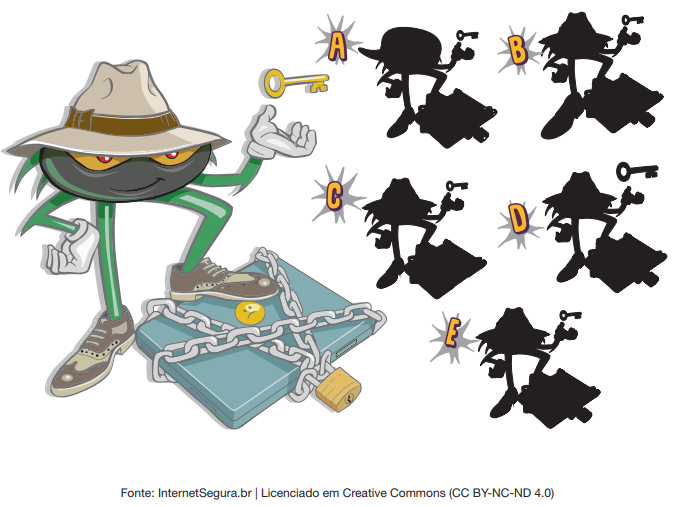 A
B
C
D
E
Fonte: InternetSegura.br | Licenciado em Creative Commons (CC BY-NC-ND 4.0)